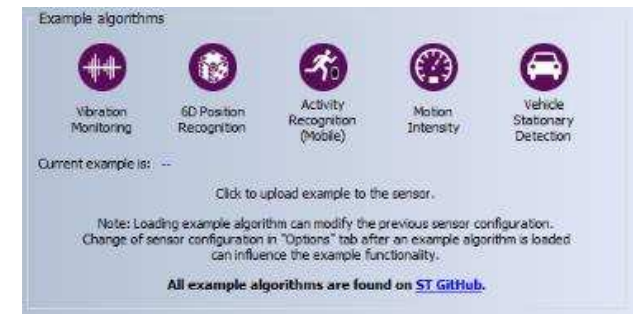 Example algorithms
Vibration
Monitoring
6D Position
Recognition
Activity
Recognition
(Mobile)
Motion
Intensity
Vehicle
Stationary
Detection
Current example is: --
Click to upload example to the sensor.
Note: Loading example algorithm can modify the previous sensor configuration.
Change of sensor configuration in "Options" tab after an example algorithm is loaded
can influence the example functionality.
All example algorithms are found on ST GitHub.